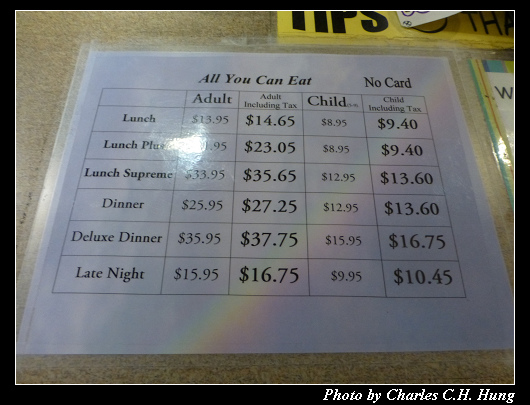 TIPS
All You Can Eat No Card
Adult Adult Including Tax Child Child Including Tax
Lunch $13.95 $14.65 $8.95 $9.40
Lunch Plus $23.05 $8.95 $9.40
Lunch Supreme $33.95 $35.65 $12.95 $13.60
Dinner $25.95 $27.25 $12.95 $13.60
Deluxe Dinner $35.95 $37.75 $15.95 $16.75
Late Night $15.95 $16.75 $9.95 $10.45
Photo by Charles C.H. Hung